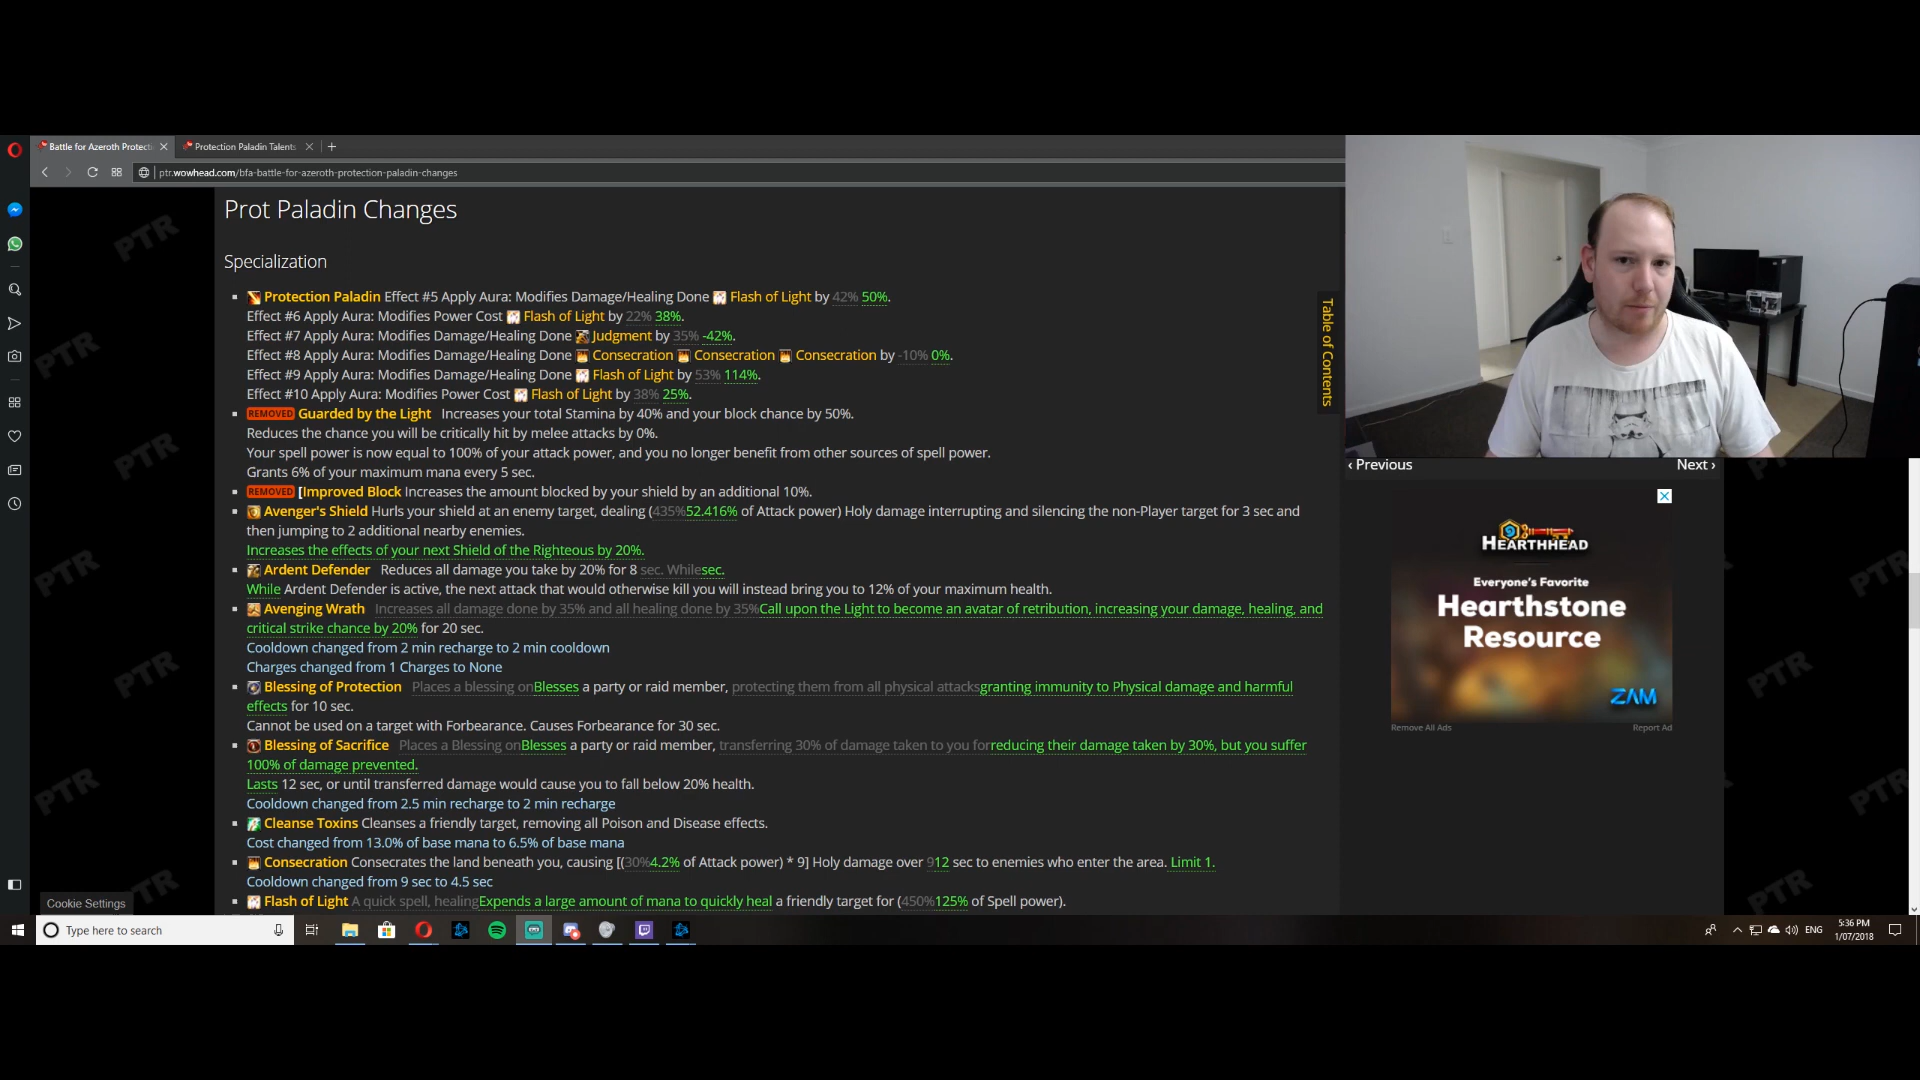 Battle for Azeroth Protecti
Protection Paladin Talents
ptr.wowhead.com/bfa-battle-for-azeroth-protection-paladin-changes
Prot Paladin Changes
Specialization
Protection Paladin Effect #5 Apply Aura: Modifies Damage/Healing Done Flash of Light by 42% 50%.
Effect #6 Apply Aura: Modifies Power Cost Flash of Light by 22% 38%.
Effect #7 Apply Aura: Modifies Damage/Healing Done Judgment by 35% -42%.
Effect #8 Apply Aura: Modifies Damage/Healing Done Consecration Consecration Consecration by -10% 0%.
Effect #9 Apply Aura: Modifies Damage/Healing Done Flash of Light by 53% 114%.
Effect #10 Apply Aura: Modifies Power Cost Flash of Light by 38% 25%.
REMOVED Guarded by the Light Increases your total Stamina by 40% and your block chance by 50%.
Reduces the chance you will be critically hit by melee attacks by 0%.
Your spell power is now equal to 100% of your attack power, and you no longer benefit from other sources of spell power.
Grants 6% of your maximum mana every 5 sec.
REMOVED [Improved Block Increases the amount blocked by your shield by an additional 10%.
Avenger's Shield Hurls your shield at an enemy target, dealing (435%52.416% of Attack power) Holy damage interrupting and silencing the non-Player target for 3 sec and
then jumping to 2 additional nearby enemies.
Increases the effects of your next Shield of the Righteous by 20%.
Ardent Defender Reduces all damage you take by 20% for 8 sec. Whilesec.
While Ardent Defender is active, the next attack that would otherwise kill you will instead bring you to 12% of your maximum health.
Avenging Wrath Increases all damage done by 35% and all healing done by 35%Call upon the Light to become an avatar of retribution, increasing your damage, healing, and
critical strike chance by 20% for 20 sec.
Cooldown changed from 2 min recharge to 2 min cooldown
Charges changed from 1 Charges to None
Blessing of Protection Places a blessing onBlesses a party or raid member, protecting them from all physical attacksgranting immunity to Physical damage and harmful
effects for 10 sec.
Cannot be used on a target with Forbearance. Causes Forbearance for 30 sec.
Blessing of Sacrifice Places a Blessing onBlesses a party or raid member, transferring 30% of damage taken to you forreducing their damage taken by 30%, but you suffer
100% of damage prevented.
Lasts 12 sec, or until transferred damage would cause you to fall below 20% health.
Cooldown changed from 2.5 min recharge to 2 min recharge
Cleanse Toxins Cleanses a friendly target, removing all Poison and Disease effects.
Cost changed from 13.0% of base mana to 6.5% of base mana
Consecration Consecrates the land beneath you, causing [(30%4.2% of Attack power) * 9] Holy damage over 912 sec to enemies who enter the area. Limit 1.
Cooldown changed from 9 sec to 4.5 sec
Flash of Light A quick spell, healingExpends a large amount of mana to quickly heal a friendly target for (450%125% of Spell power).
Table of Contents
‹ Previous
Next ›
HEARTHHEAD
Everyone's Favorite
Hearthstone
Resource
ZAM
Remove All Ads
Report Ad
PTR
PTR
PTR
PTR
PTR
PTR
PTR
PTR
PTR
PTR
PTR
PTR
PTR
Cookie Settings
Type here to search
ENG
5:36 PM
1/07/2018